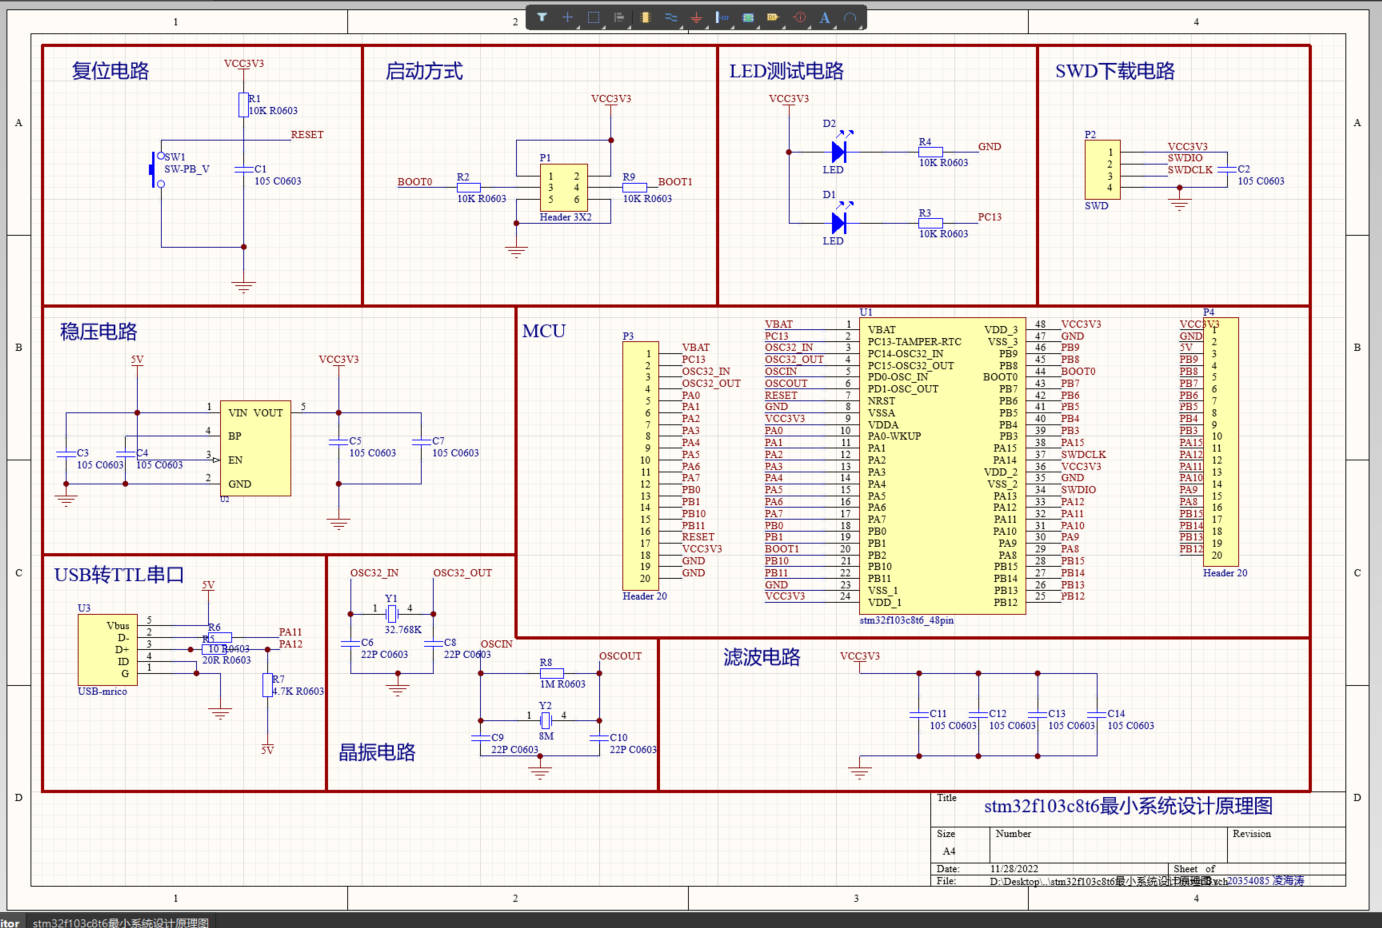 1
2
4
A
A
B
B
C
C
D
D
复位电路
VCC3V3
R1
10K R0603
RESET
SW1
SW-PB_V
C1
105 C0603
启动方式
VCC3V3
P1
1 2
3 4
5 6
Header 3X2
BOOT0
R2
10K R0603
R9
10K R0603
BOOT1
LED测试电路
VCC3V3
D2
LED
R4
10K R0603
GND
D1
LED
R3
10K R0603
PC13
SWD下载电路
P2
1
2
3
4
SWD
VCC3V3
SWDIO
SWDCLK
C2
105 C0603
稳压电路
5V
VCC3V3
1 VIN VOUT 5
4 BP
3 EN
2 GND
U2
C3
105 C0603
C4
105 C0603
C5
105 C0603
C7
105 C0603
MCU
P3
1 VBAT
2 PC13
3 OSC32_IN
4 OSC32_OUT
5 PA0
6 PA1
7 PA2
8 PA3
9 PA4
10 PA5
11 PA6
12 PA7
13 PB0
14 PB1
15 PB10
16 PB11
17 RESET
18 VCC3V3
19 GND
20 GND
Header 20
U1
VBAT 1 VBAT VDD_3 48 VCC3V3
PC13 2 PC13-TAMPER-RTC VSS_3 47 GND
OSC32_IN 3 PC14-OSC32_IN PB9 46 PB9
OSC32_OUT 4 PC15-OSC32_OUT PB8 45 PB8
OSCIN 5 PD0-OSC_IN BOOT0 44 BOOT0
OSCOUT 6 PD1-OSC_OUT PB7 43 PB7
RESET 7 NRST PB6 42 PB6
GND 8 VSSA PB5 41 PB5
VCC3V3 9 VDDA PB4 40 PB4
PA0 10 PA0-WKUP PB3 39 PB3
PA1 11 PA1 PA15 38 PA15
PA2 12 PA2 PA14 37 SWDCLK
PA3 13 PA3 VDD_2 36 VCC3V3
PA4 14 PA4 VSS_2 35 GND
PA5 15 PA5 PA13 34 SWDIO
PA6 16 PA6 PA12 33 PA12
PA7 17 PA7 PA11 32 PA11
PB0 18 PB0 PA10 31 PA10
PB1 19 PB1 PA9 30 PA9
BOOT1 20 PB2 PA8 29 PA8
PB10 21 PB10 PB15 28 PB15
PB11 22 PB11 PB14 27 PB14
GND 23 VSS_1 PB13 26 PB13
VCC3V3 24 VDD_1 PB12 25 PB12
stm32f103c8t6_48pin
P4
VCC3V3 1
GND 2
5V 3
PB9 4
PB8 5
PB7 6
PB6 7
PB5 8
PB4 9
PB3 10
PA15 11
PA12 12
PA11 13
PA10 14
PA9 15
PA8 16
PB15 17
PB14 18
PB13 19
PB12 20
Header 20
USB转TTL串口
5V
U3
Vbus 5
D- 2
D+ 3
ID 4
G 1
USB-mrico
R6
R5
10 R0603
20R R0603
PA11
PA12
R7
4.7K R0603
5V
OSC32_IN
OSC32_OUT
Y1
1 4
32.768K
C6
22P C0603
C8
22P C0603
OSCIN
OSCOUT
R8
1M R0603
Y2
1 4
8M
C9
22P C0603
C10
22P C0603
晶振电路
滤波电路
VCC3V3
C11
105 C0603
C12
105 C0603
C13
105 C0603
C14
105 C0603
Title
stm32f103c8t6最小系统设计原理图
Size
Number
Revision
A4
Date:
11/28/2022
Sheet of
File:
D:\Desktop\..\stm32f103c8t6最小系统设计原理图
20354085 凌海涛
1
2
3
4
itor
stm32f103c8t6最小系统设计原理图